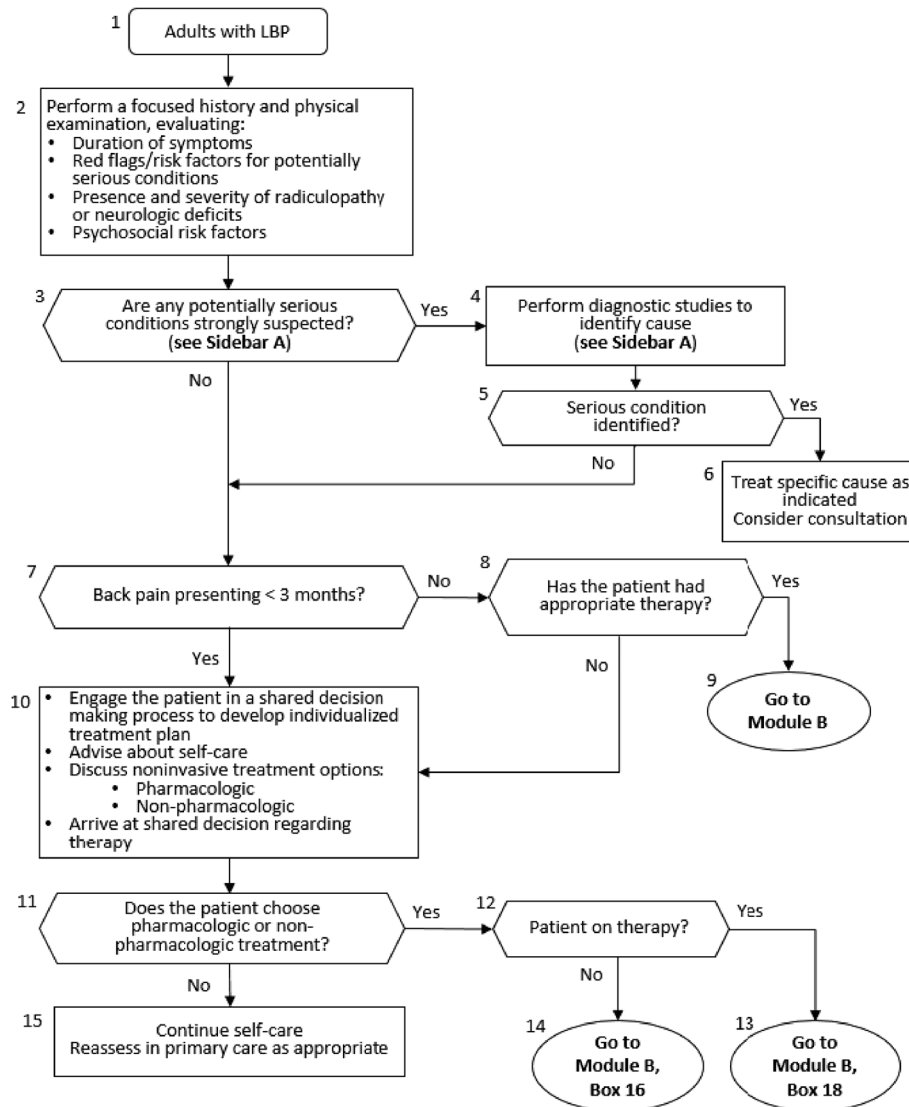 1
Adults with LBP
2
Perform a focused history and physical
examination, evaluating:
• Duration of symptoms
• Red flags/risk factors for potentially
serious conditions
• Presence and severity of radiculopathy
or neurologic deficits
• Psychosocial risk factors
3
Are any potentially serious
conditions strongly suspected?
(see Sidebar A)
Yes
No
4
Perform diagnostic studies to
identify cause
(see Sidebar A)
5
Serious condition
identified?
Yes
No
6
Treat specific cause as
indicated
Consider consultation
7
Back pain presenting < 3 months?
No
Yes
8
Has the patient had
appropriate therapy?
Yes
No
9
Go to
Module B
10
• Engage the patient in a shared decision
making process to develop individualized
treatment plan
• Advise about self-care
• Discuss noninvasive treatment options:
• Pharmacologic
• Non-pharmacologic
• Arrive at shared decision regarding
therapy
11
Does the patient choose
pharmacologic or non-
pharmacologic treatment?
Yes
No
12
Patient on therapy?
Yes
No
15
Continue self-care
Reassess in primary care as appropriate
14
Go to
Module B,
Box 16
13
Go to
Module B,
Box 18